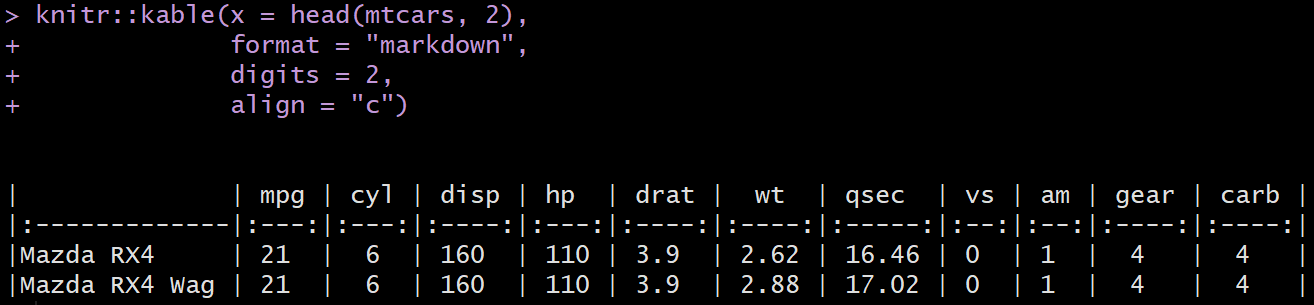 > knitr::kable(x = head(mtcars, 2),
+              format = "markdown",
+              digits = 2,
+              align = "c")
|              | mpg | cyl | disp | hp  | drat |  wt  | qsec  | vs | am | gear | carb |
|:-------------|:---:|:---:|:----:|:---:|:----:|:----:|:-----:|:--:|:--:|:----:|:----:|
|Mazda RX4     | 21  |  6  | 160  | 110 | 3.9  | 2.62 | 16.46 | 0  | 1  |  4   |  4   |
|Mazda RX4 Wag | 21  |  6  | 160  | 110 | 3.9  | 2.88 | 17.02 | 0  | 1  |  4   |  4   |